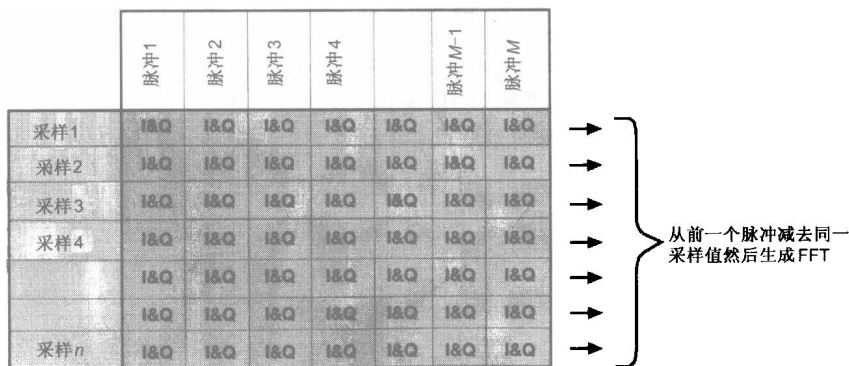 脉冲1 脉冲2 脉冲3 脉冲4 脉冲M-1 脉冲M
采样1 I&Q I&Q I&Q I&Q I&Q I&Q I&Q
采样2 I&Q I&Q I&Q I&Q I&Q I&Q I&Q
采样3 I&Q I&Q I&Q I&Q I&Q I&Q I&Q
采样4 I&Q I&Q I&Q I&Q I&Q I&Q I&Q
I&Q I&Q I&Q I&Q I&Q I&Q I&Q
I&Q I&Q I&Q I&Q I&Q I&Q I&Q
采样n I&Q I&Q I&Q I&Q I&Q I&Q I&Q
从前一个脉冲减去同一
采样值然后生成FFT